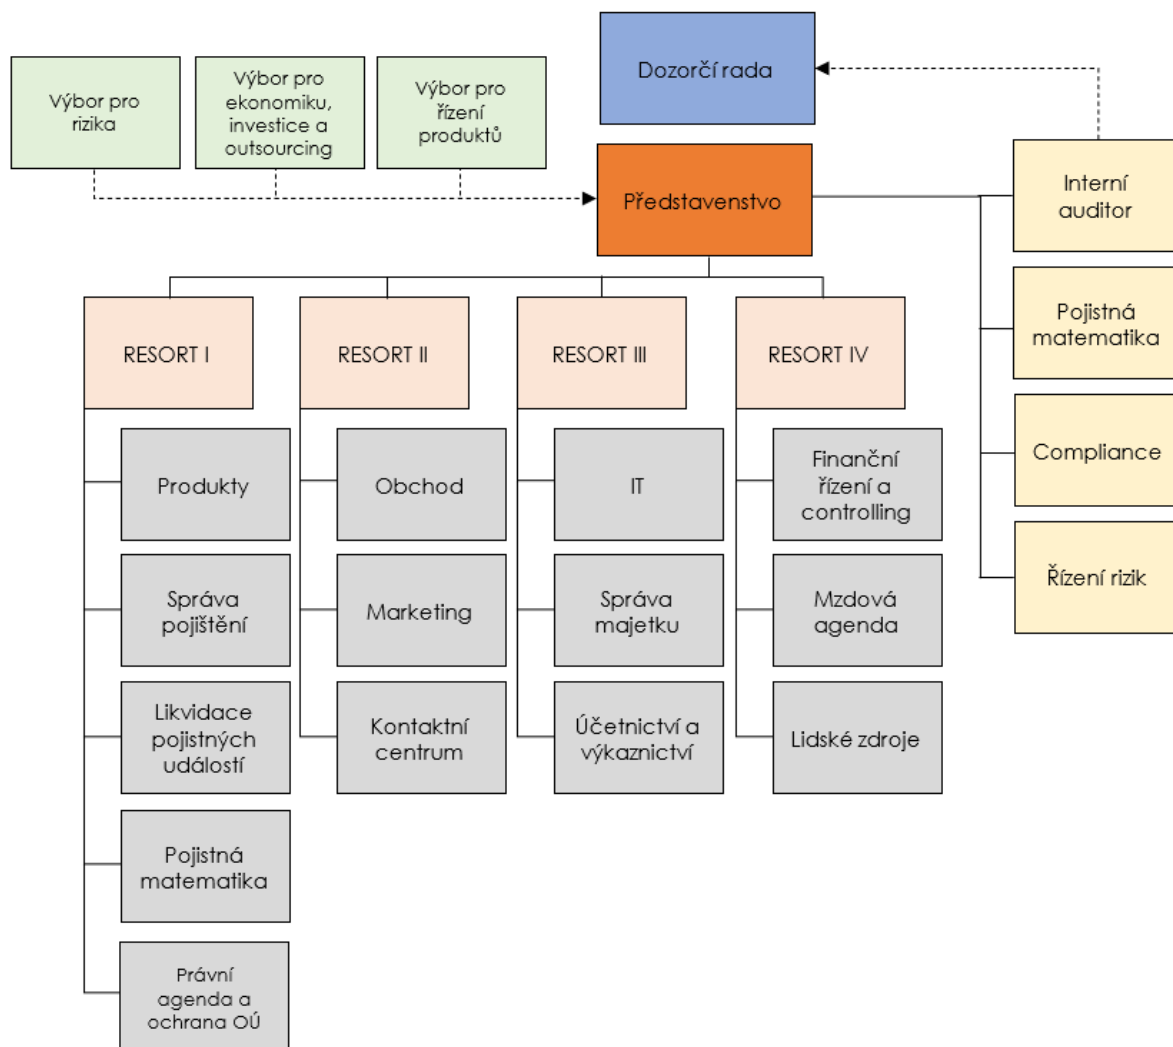 Výbor pro
rizika
Výbor pro
ekonomiku,
investice a
outsourcing
Výbor pro
řízení
produktů
Dozorčí rada
Představenstvo
Interní
auditor
Pojistná
matematika
Compliance
Řízení rizik
RESORT I
RESORT II
RESORT III
RESORT IV
Produkty
Správa
pojištění
Likvidace
pojistných
událostí
Pojistná
matematika
Právní
agenda a
ochrana OÚ
Obchod
Marketing
Kontaktní
centrum
IT
Správa
majetku
Účetnictví a
výkaznictví
Finanční
řízení a
controlling
Mzdová
agenda
Lidské zdroje